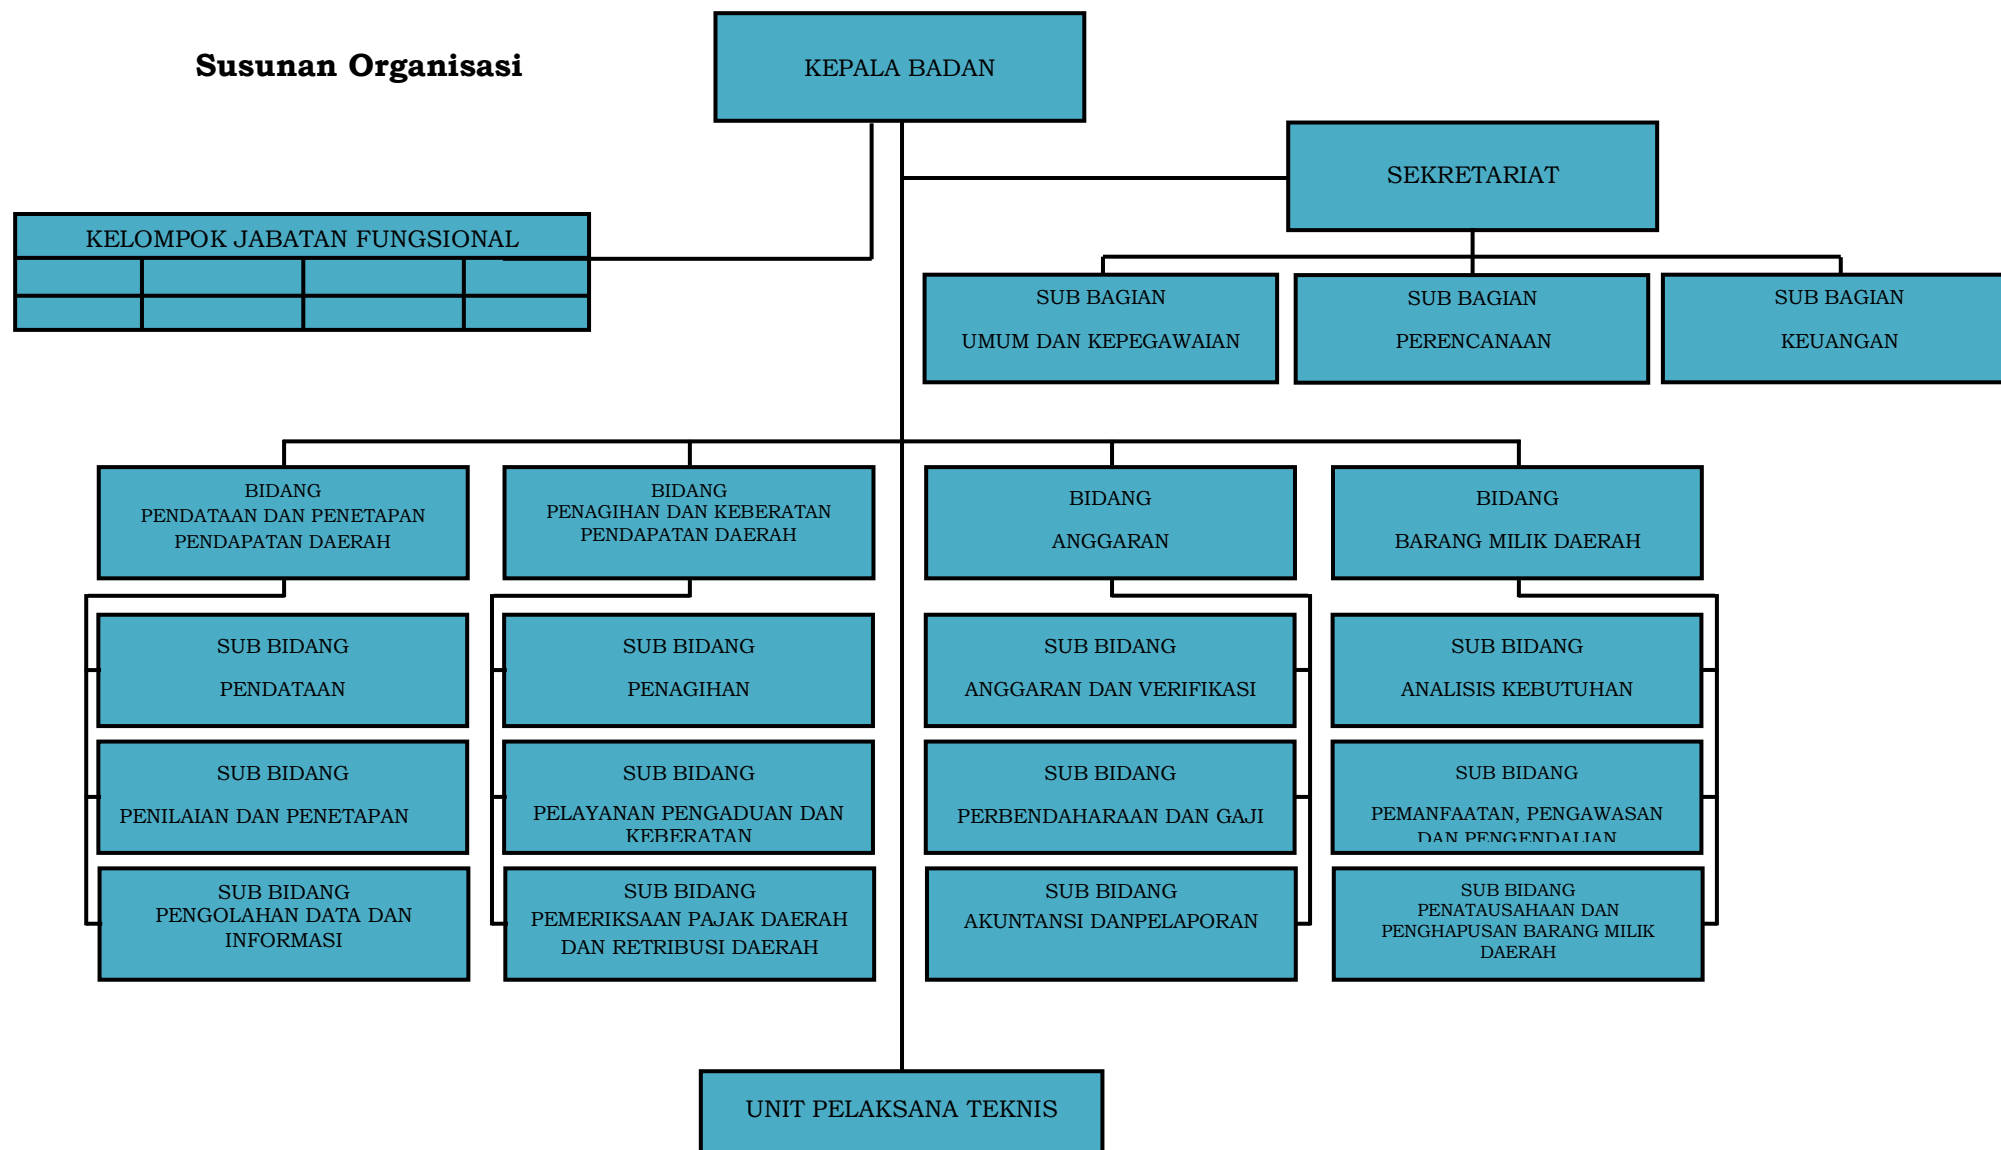 Susunan Organisasi
KEPALA BADAN
SEKRETARIAT
KELOMPOK JABATAN FUNGSIONAL
SUB BAGIAN
UMUM DAN KEPEGAWAIAN
SUB BAGIAN
PERENCANAAN
SUB BAGIAN
KEUANGAN
BIDANG
PENDATAAN DAN PENETAPAN
PENDAPATAN DAERAH
BIDANG
PENAGIHAN DAN KEBERATAN
PENDAPATAN DAERAH
BIDANG
ANGGARAN
BIDANG
BARANG MILIK DAERAH
SUB BIDANG
PENDATAAN
SUB BIDANG
PENAGIHAN
SUB BIDANG
ANGGARAN DAN VERIFIKASI
SUB BIDANG
ANALISIS KEBUTUHAN
SUB BIDANG
PENILAIAN DAN PENETAPAN
SUB BIDANG
PELAYANAN PENGADUAN DAN
KEBERATAN
SUB BIDANG
PERBENDAHARAAN DAN GAJI
SUB BIDANG
PEMANFAATAN, PENGAWASAN
DAN PENGENDALIAN
SUB BIDANG
PENGOLAHAN DATA DAN
INFORMASI
SUB BIDANG
PEMERIKSAAN PAJAK DAERAH
DAN RETRIBUSI DAERAH
SUB BIDANG
AKUNTANSI DANPELAPORAN
SUB BIDANG
PENATAUSAHAAN DAN
PENGHAPUSAN BARANG MILIK
DAERAH
UNIT PELAKSANA TEKNIS